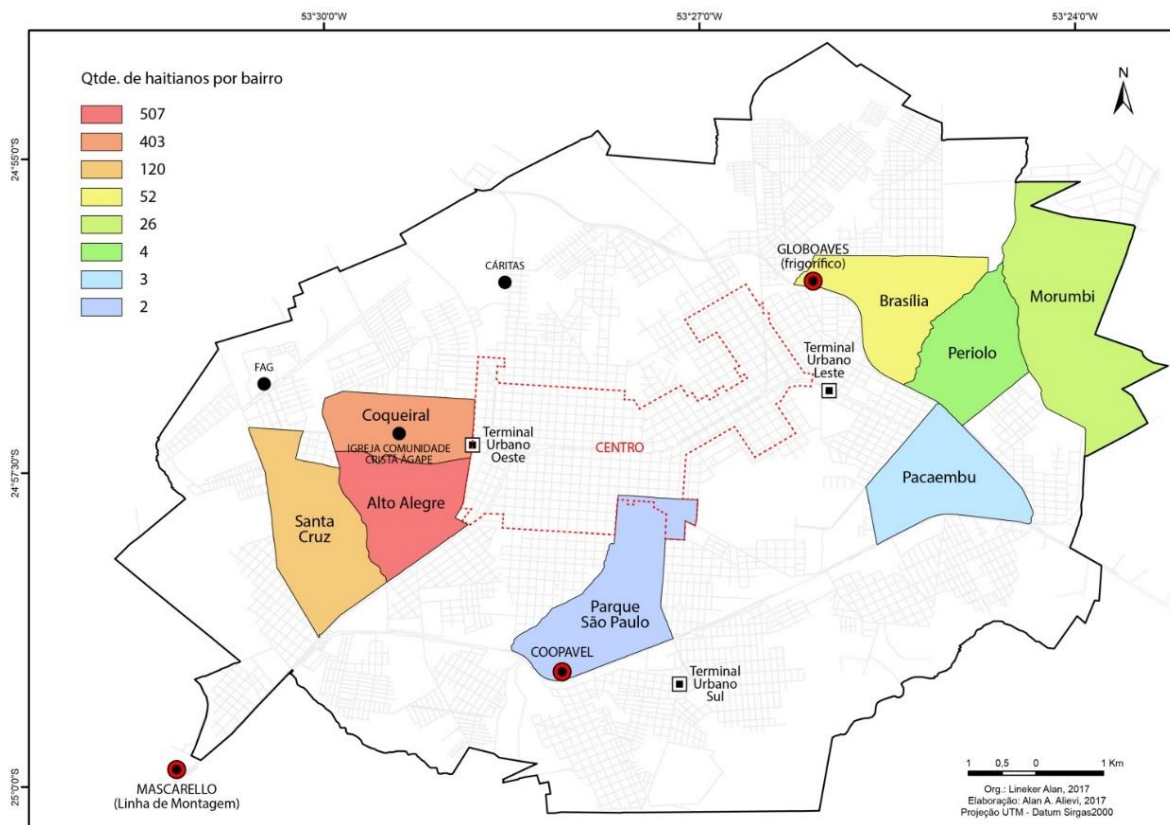 53°30'0"W
53°27'0"W
53°24'0"W
Qtde. de haitianos por bairro
507
403
120
52
26
4
3
2
N
24°55'0"S
24°57'30"S
25°0'0"S
GLOBOAVES
(frigorífico)
CÁRITAS
Brasília
Morumbi
Periolo
Terminal
Urbano
Leste
FAG
Coqueiral
IGREJA COMUNIDADE
CRISTÃ ÁGAPE
Terminal
Urbano
Oeste
CENTRO
Alto Alegre
Santa
Cruz
Pacaembu
Parque
São Paulo
COOPAVEL
Terminal
Urbano
Sul
MASCARELLO
(Linha de Montagem)
1 0,5 0 1 Km
Org.: Lineker Alan, 2017
Elaboração: Alan A. Alievi, 2017
Projeção UTM - Datum Sirgas2000